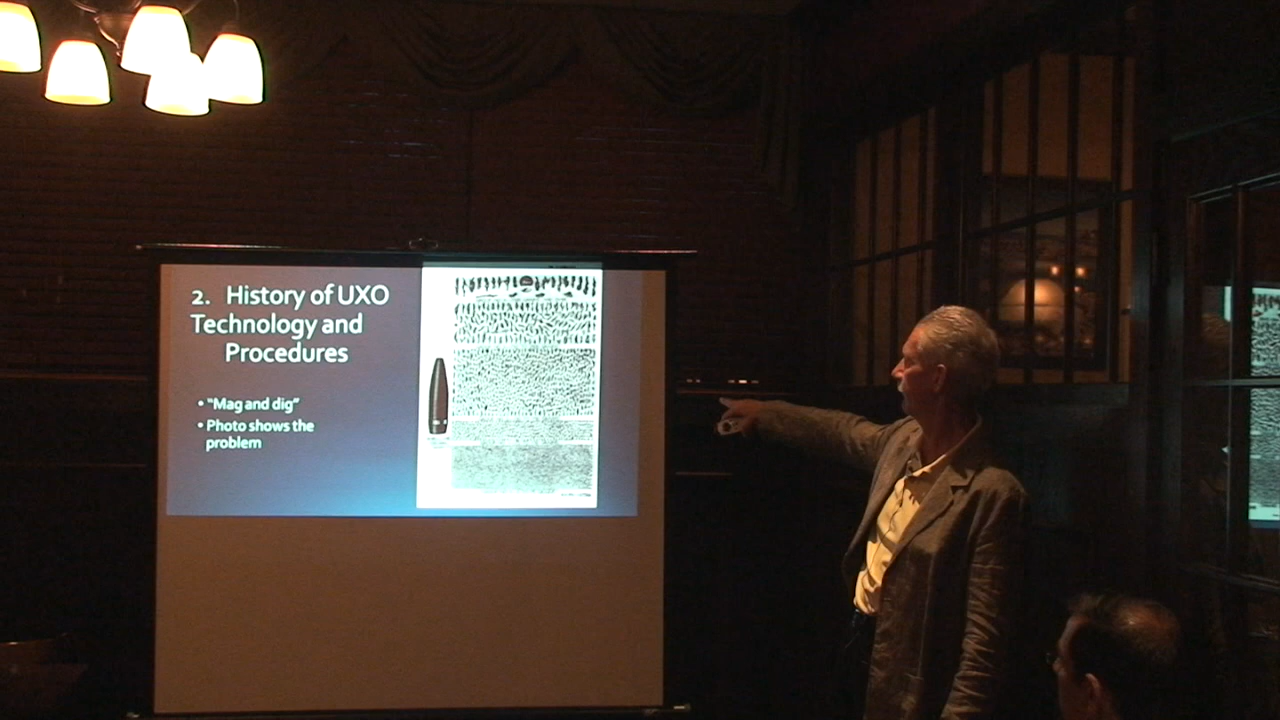 2. History of UXO
Technology and
Procedures
• "Mag and dig"
• Photo shows the
problem